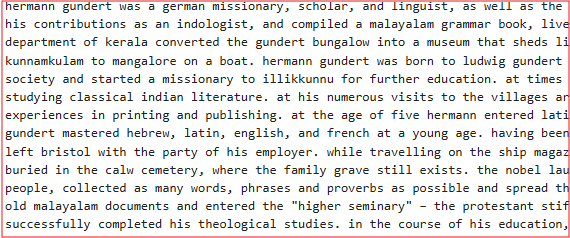 hermann gundert was a german missionary, scholar, and linguist, as well as the
his contributions as an indologist, and compiled a malayalam grammar book, live
department of kerala converted the gundert bungalow into a museum that sheds li
kunnamkulam to mangalore on a boat. hermann gundert was born to ludwig gundert
society and started a missionary to illikkunnu for further education. at times
studying classical indian literature. at his numerous visits to the villages an
experiences in printing and publishing. at the age of five hermann entered lati
gundert mastered hebrew, latin, english, and french at a young age. having been
left bristol with the party of his employer. while travelling on the ship magaz
buried in the calw cemetery, where the family grave still exists. the nobel lau
people, collected as many words, phrases and proverbs as possible and spread th
old malayalam documents and entered the "higher seminary" – the protestant stif
successfully completed his theological studies. in the course of his education,